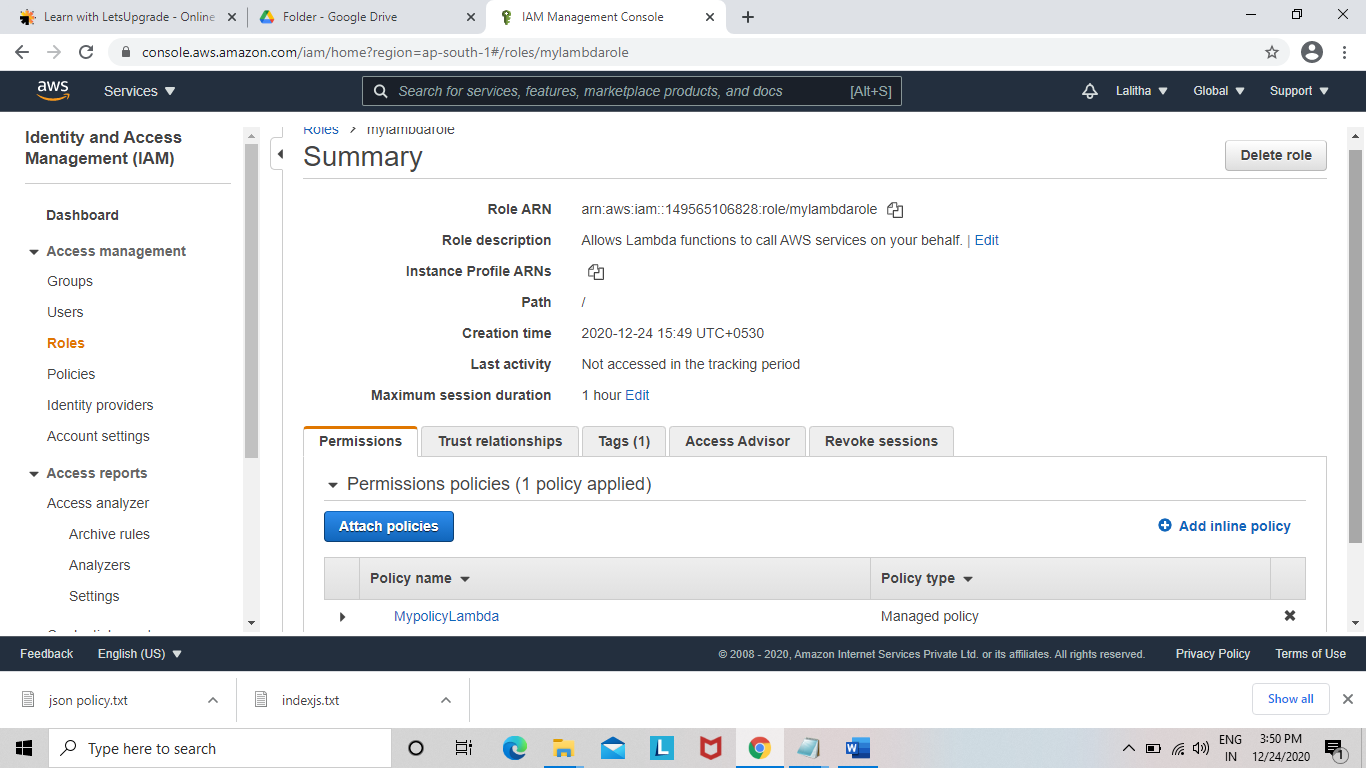 Learn with LetsUpgrade - Online
Folder - Google Drive
IAM Management Console
console.aws.amazon.com/iam/home?region=ap-south-1#/roles/mylambdarole
aws
Services
Search for services, features, marketplace products, and docs
[Alt+S]
Lalitha
Global
Support
Identity and Access
Management (IAM)
Dashboard
Access management
Groups
Users
Roles
Policies
Identity providers
Account settings
Access reports
Access analyzer
Archive rules
Analyzers
Settings
Roles > mylambdarole
Summary
Delete role
Role ARN arn:aws:iam::149565106828:role/mylambdarole
Role description Allows Lambda functions to call AWS services on your behalf. | Edit
Instance Profile ARNs
Path /
Creation time 2020-12-24 15:49 UTC+0530
Last activity Not accessed in the tracking period
Maximum session duration 1 hour Edit
Permissions Trust relationships Tags (1) Access Advisor Revoke sessions
Permissions policies (1 policy applied)
Attach policies
Add inline policy
Policy name Policy type
MypolicyLambda Managed policy
Feedback English (US)
© 2008 - 2020, Amazon Internet Services Private Ltd. or its affiliates. All rights reserved.
Privacy Policy Terms of Use
json policy.txt
indexjs.txt
Show all
Type here to search
L
W
ENG
IN
3:50 PM
12/24/2020
1